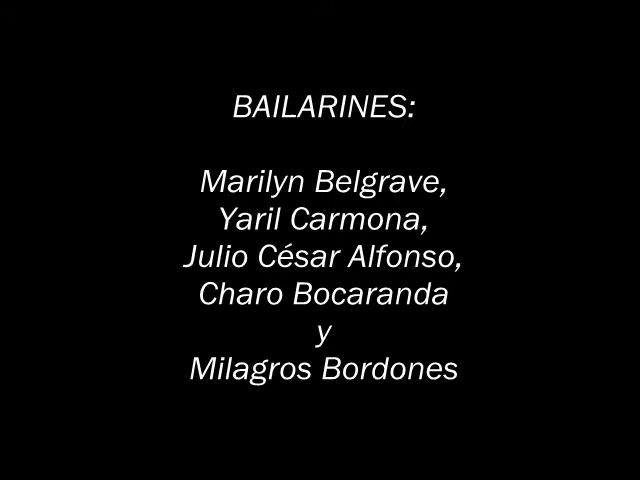 BAILARINES:
Marilyn Belgrave,
Yaril Carmona,
Julio César Alfonso,
Charo Bocaranda
y
Milagros Bordones